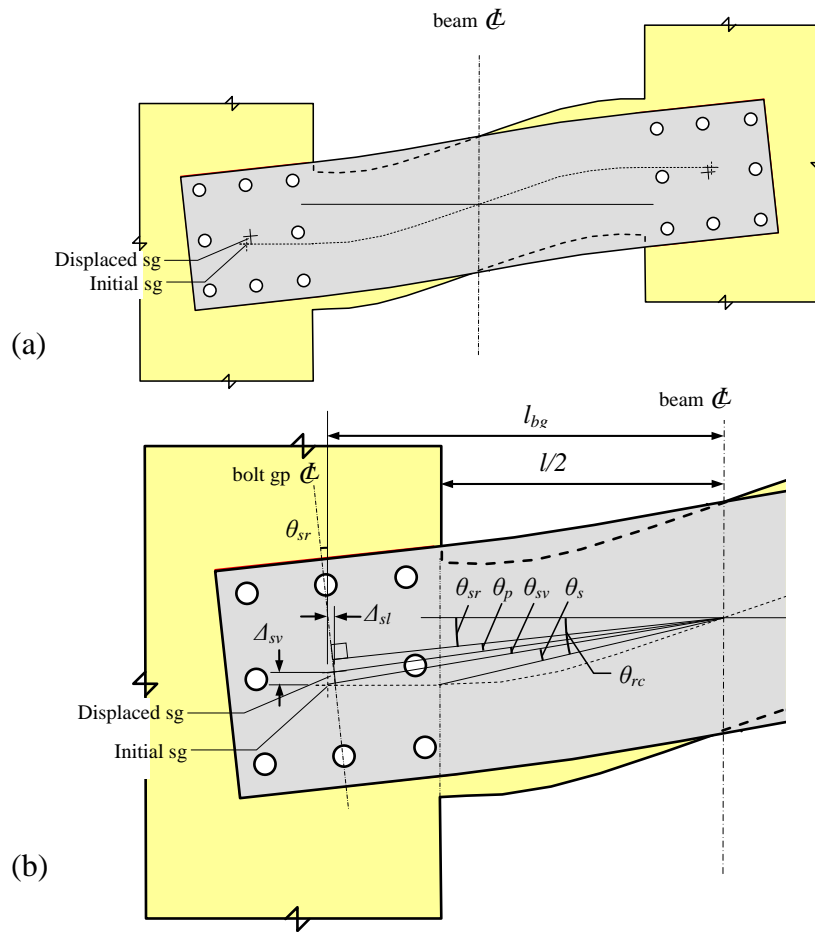 beam ℄
Displaced sg
Initial sg
(a)
l_bg
beam ℄
l/2
bolt gp ℄
θ_sr
θ_sr θ_p θ_sv θ_s
Δ_sl
Δ_sv
θ_rc
Displaced sg
Initial sg
(b)